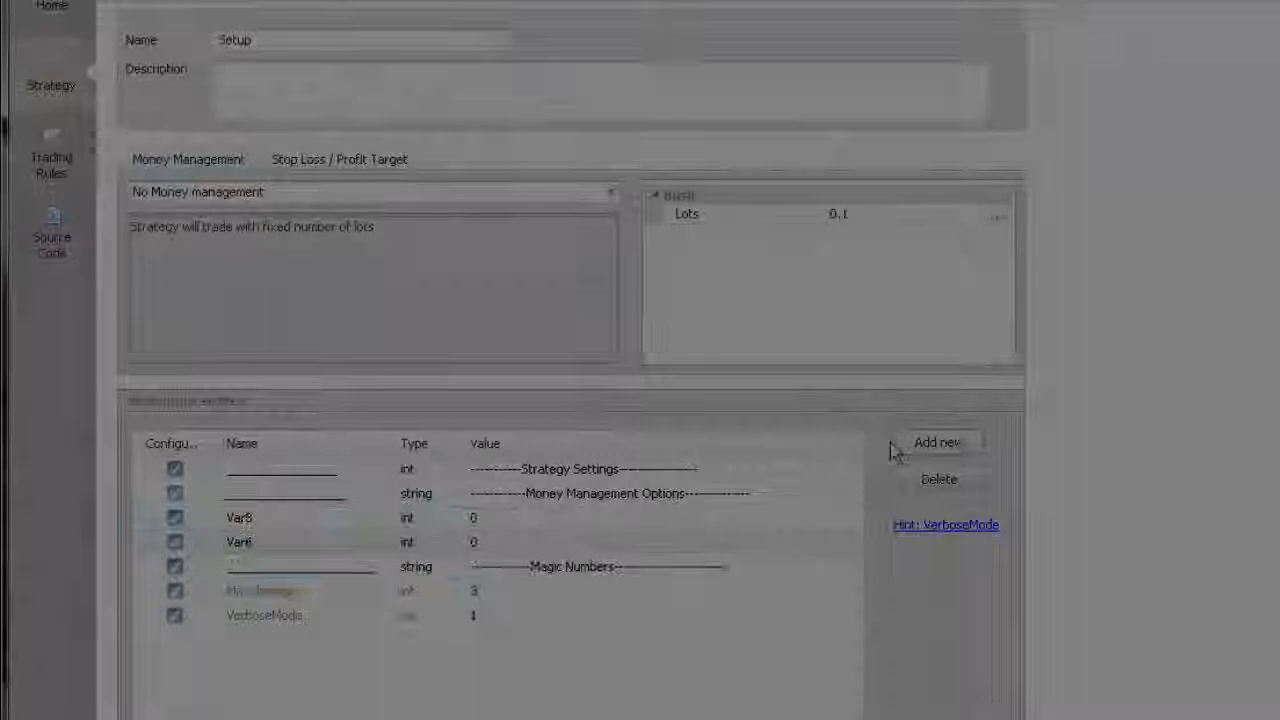 Home
Name Setup
Description
Strategy
Money Management Stop Loss / Profit Target
Trading
Rules
No Money management
Lots 0.1
Strategy will trade with fixed number of lots
Source
Code
Configu... Name Type Value
Add new
int -----------Strategy Settings-----------------
string ------------Money Management Options--------------
Delete
Var5 int 0
Hint: VerboseMode
Var6 int 0
string -------------Magic Numbers------------------------
3
VerboseMode 1